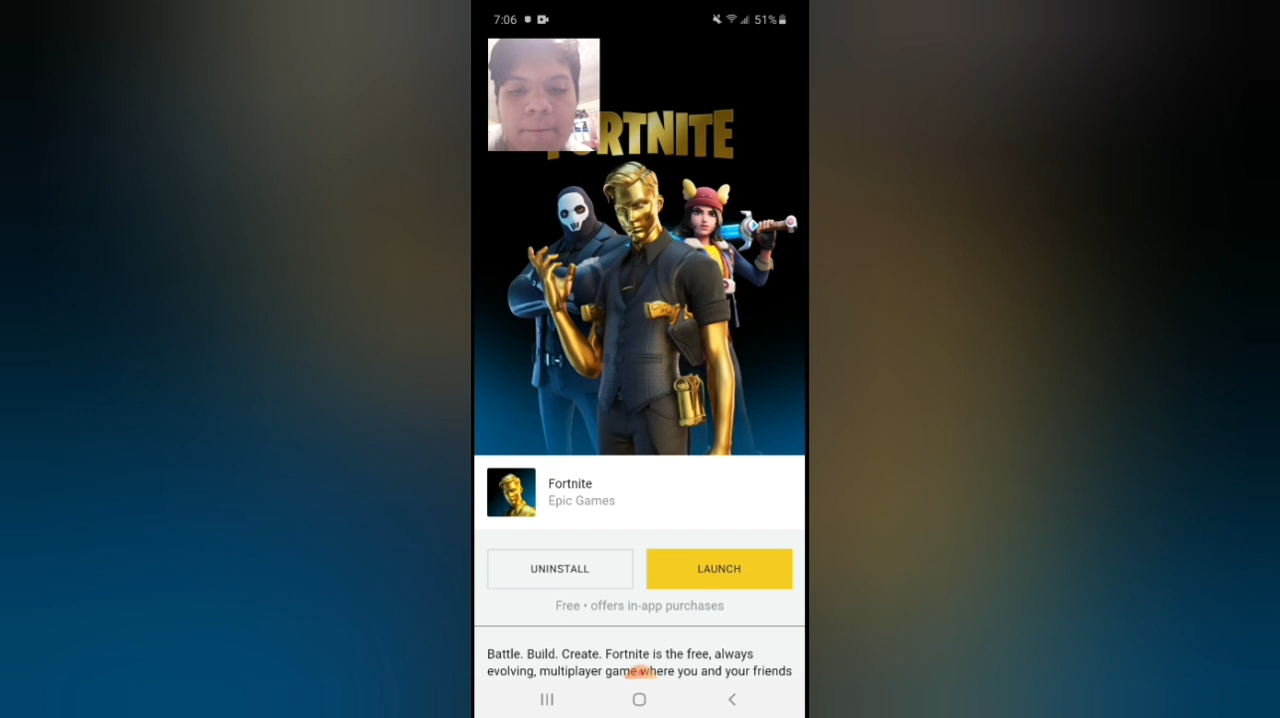 7:06
51%
RTNITE
Fortnite
Epic Games
UNINSTALL
LAUNCH
Free • offers in-app purchases
Battle. Build. Create. Fortnite is the free, always
evolving, multiplayer game where you and your friends